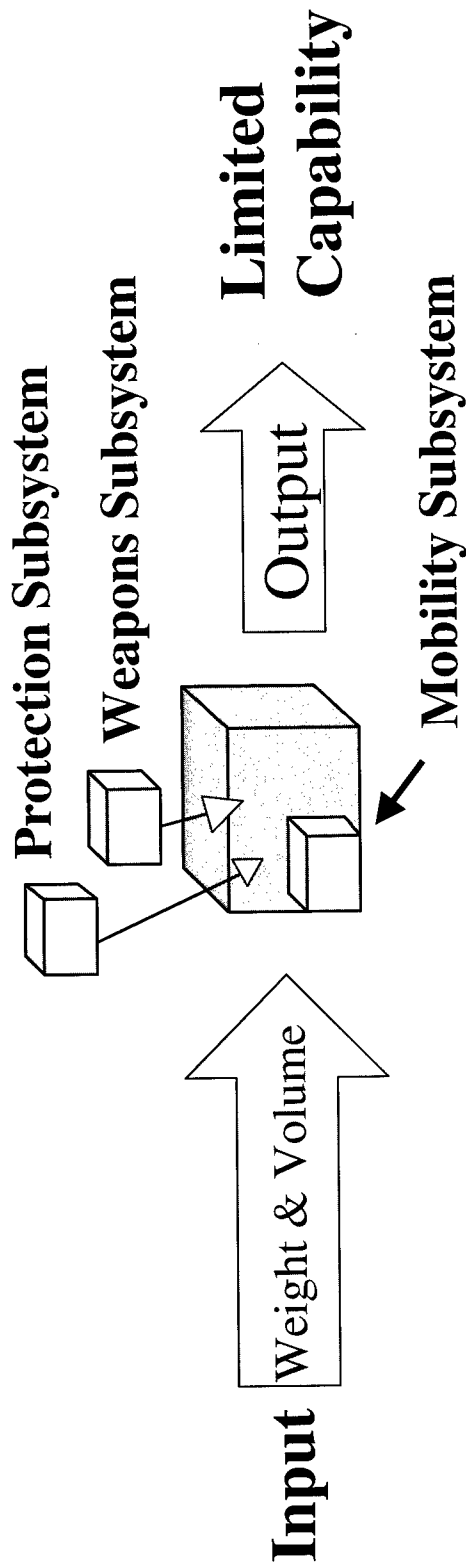 Protection Subsystem
Weapons Subsystem
Input
Weight & Volume
Output
Limited
Capability
Mobility Subsystem